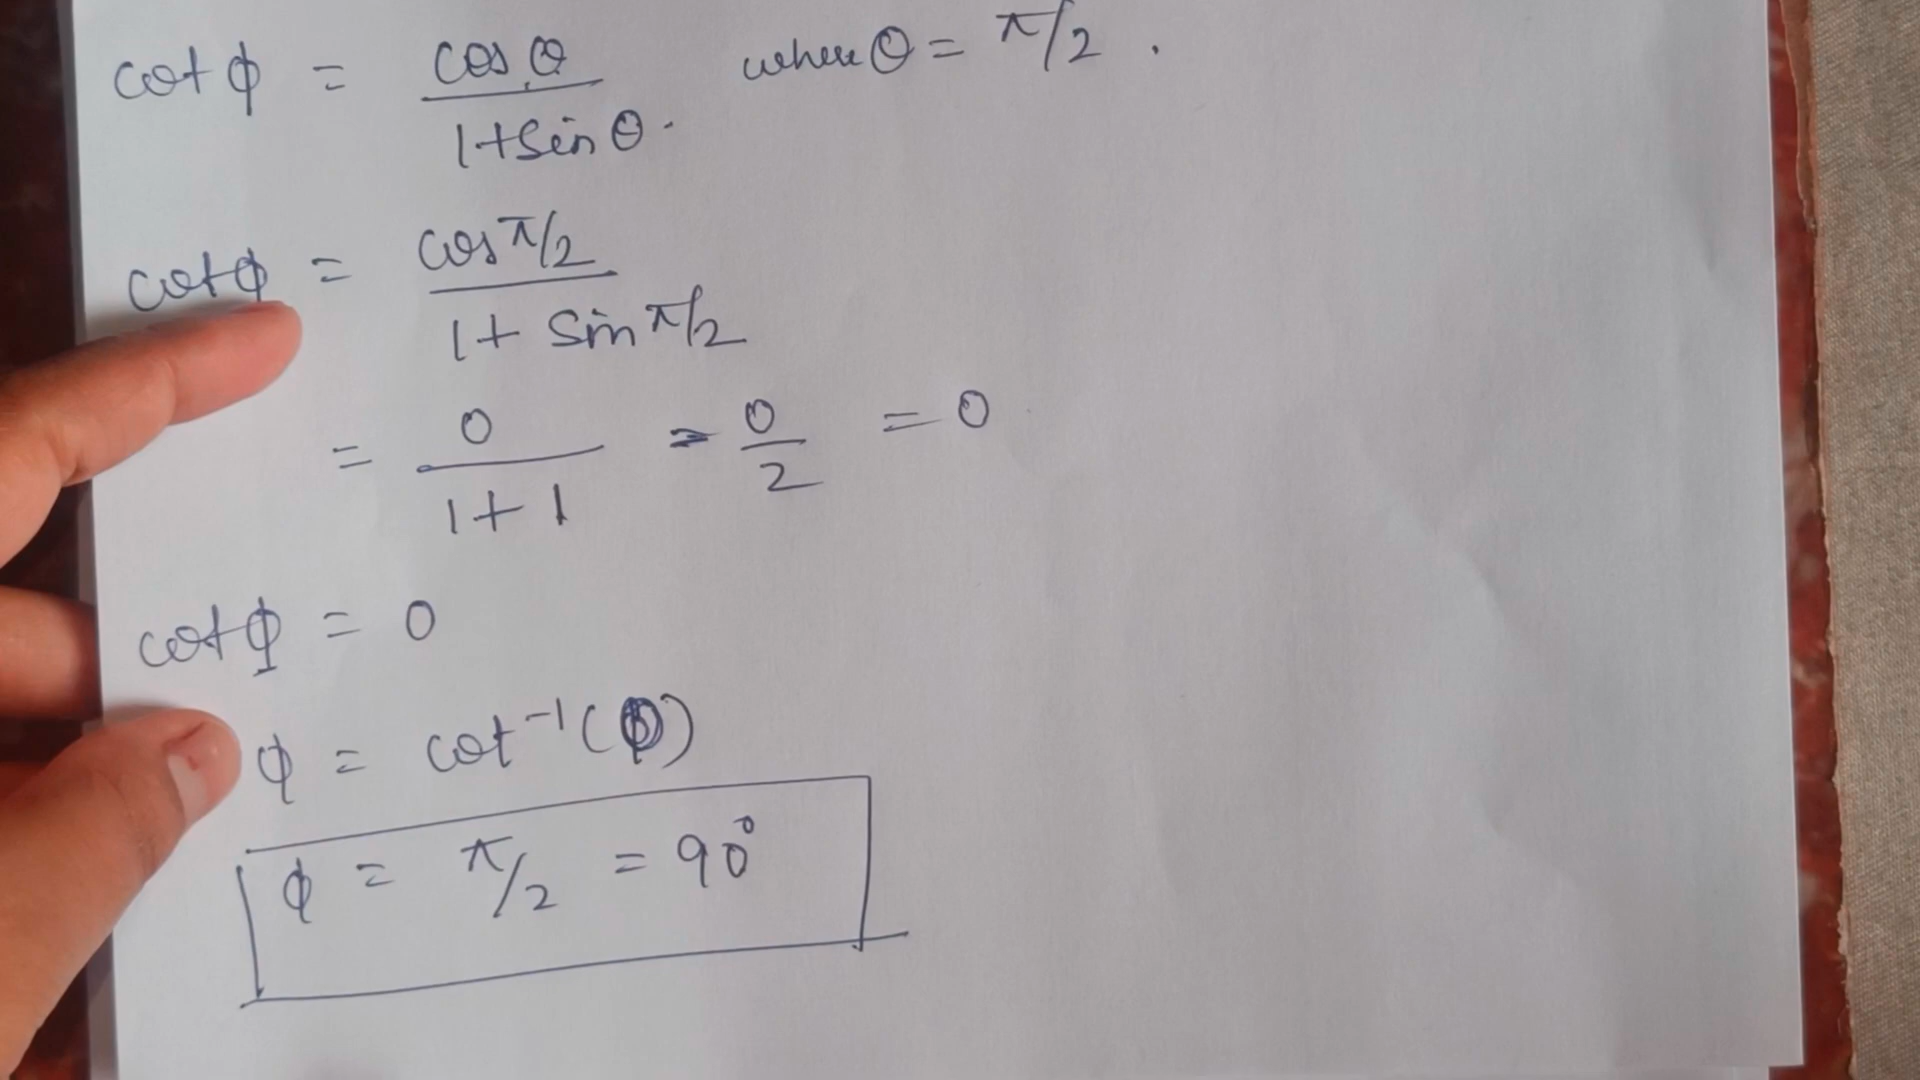 cot φ = cos θ / 1+sin θ. where θ = π/2 .
cot φ = cos π/2 / 1+ sin π/2
= 0 / 1+1 = 0/2 = 0
cot φ = 0
φ = cot⁻¹(0)
φ = π/2 = 90°